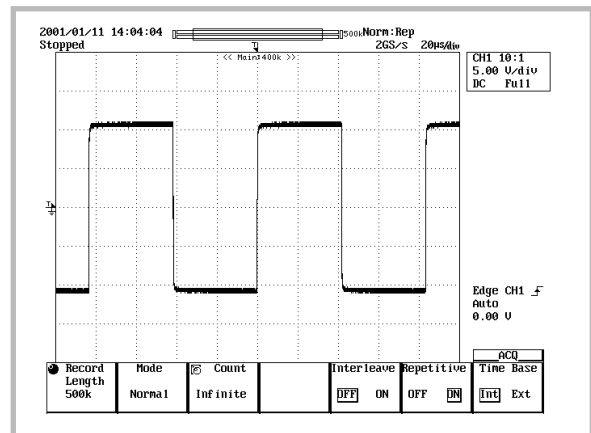 2001/01/11 14:04:04 500k Norm:Rep
Stopped 2GS/s 20µs/div
<< Main:400k >>
CH1 10:1
5.00 V/div
DC Full
Edge CH1
Auto
0.00 V
ACQ
Record Length 500k
Mode Normal
Count Infinite
Interleave OFF ON
Repetitive OFF ON
Time Base Int Ext